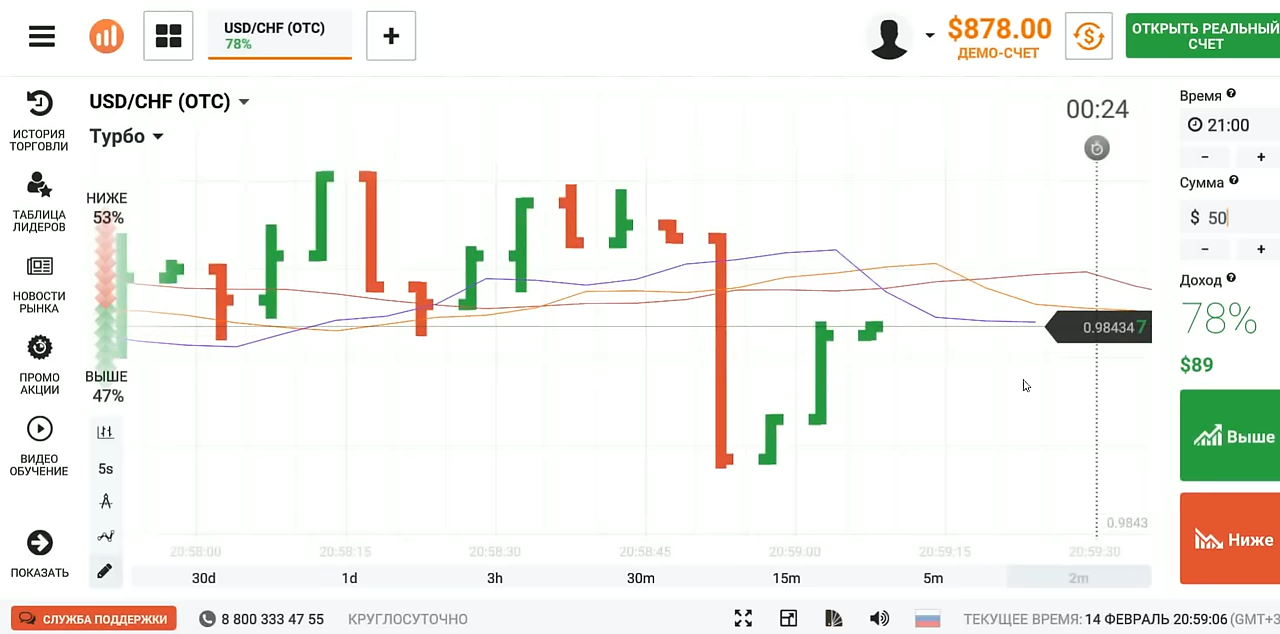 USD/CHF (OTC)
78%
+
$878.00
ДЕМО-СЧЕТ
ОТКРЫТЬ РЕАЛЬНЫЙ
СЧЕТ
ИСТОРИЯ
ТОРГОВЛИ
ТАБЛИЦА
ЛИДЕРОВ
НОВОСТИ
РЫНКА
ПРОМО
АКЦИИ
ВИДЕО
ОБУЧЕНИЕ
ПОКАЗАТЬ
USD/CHF (OTC)
Турбо
НИЖЕ
53%
ВЫШЕ
47%
5s
00:24
0.984347
0.9843
20:58:00 20:58:15 20:58:30 20:58:45 20:59:00 20:59:15 20:59:30
30d 1d 3h 30m 15m 5m 2m
Время ?
21:00
− +
Сумма ?
$ 50
− +
Доход ?
78%
$89
Выше
Ниже
СЛУЖБА ПОДДЕРЖКИ 8 800 333 47 55 КРУГЛОСУТОЧНО ТЕКУЩЕЕ ВРЕМЯ: 14 ФЕВРАЛЬ 20:59:06 (GMT+3